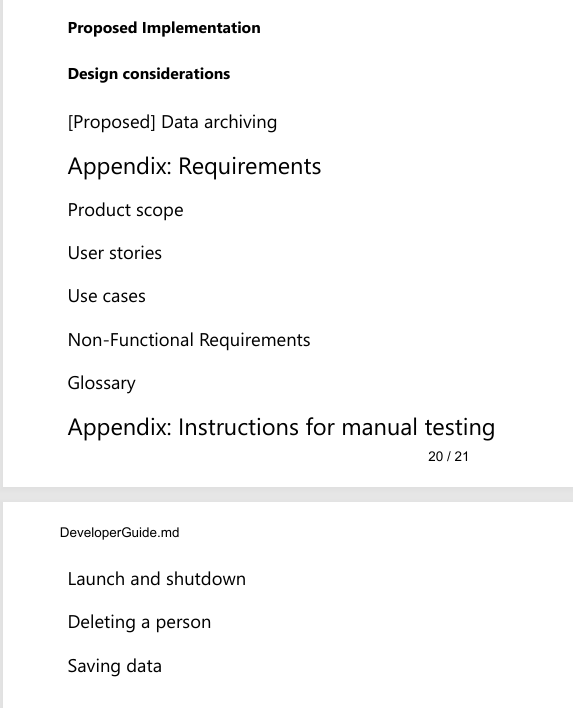 Proposed Implementation
Design considerations
[Proposed] Data archiving
Appendix: Requirements
Product scope
User stories
Use cases
Non-Functional Requirements
Glossary
Appendix: Instructions for manual testing
20 / 21
DeveloperGuide.md
Launch and shutdown
Deleting a person
Saving data